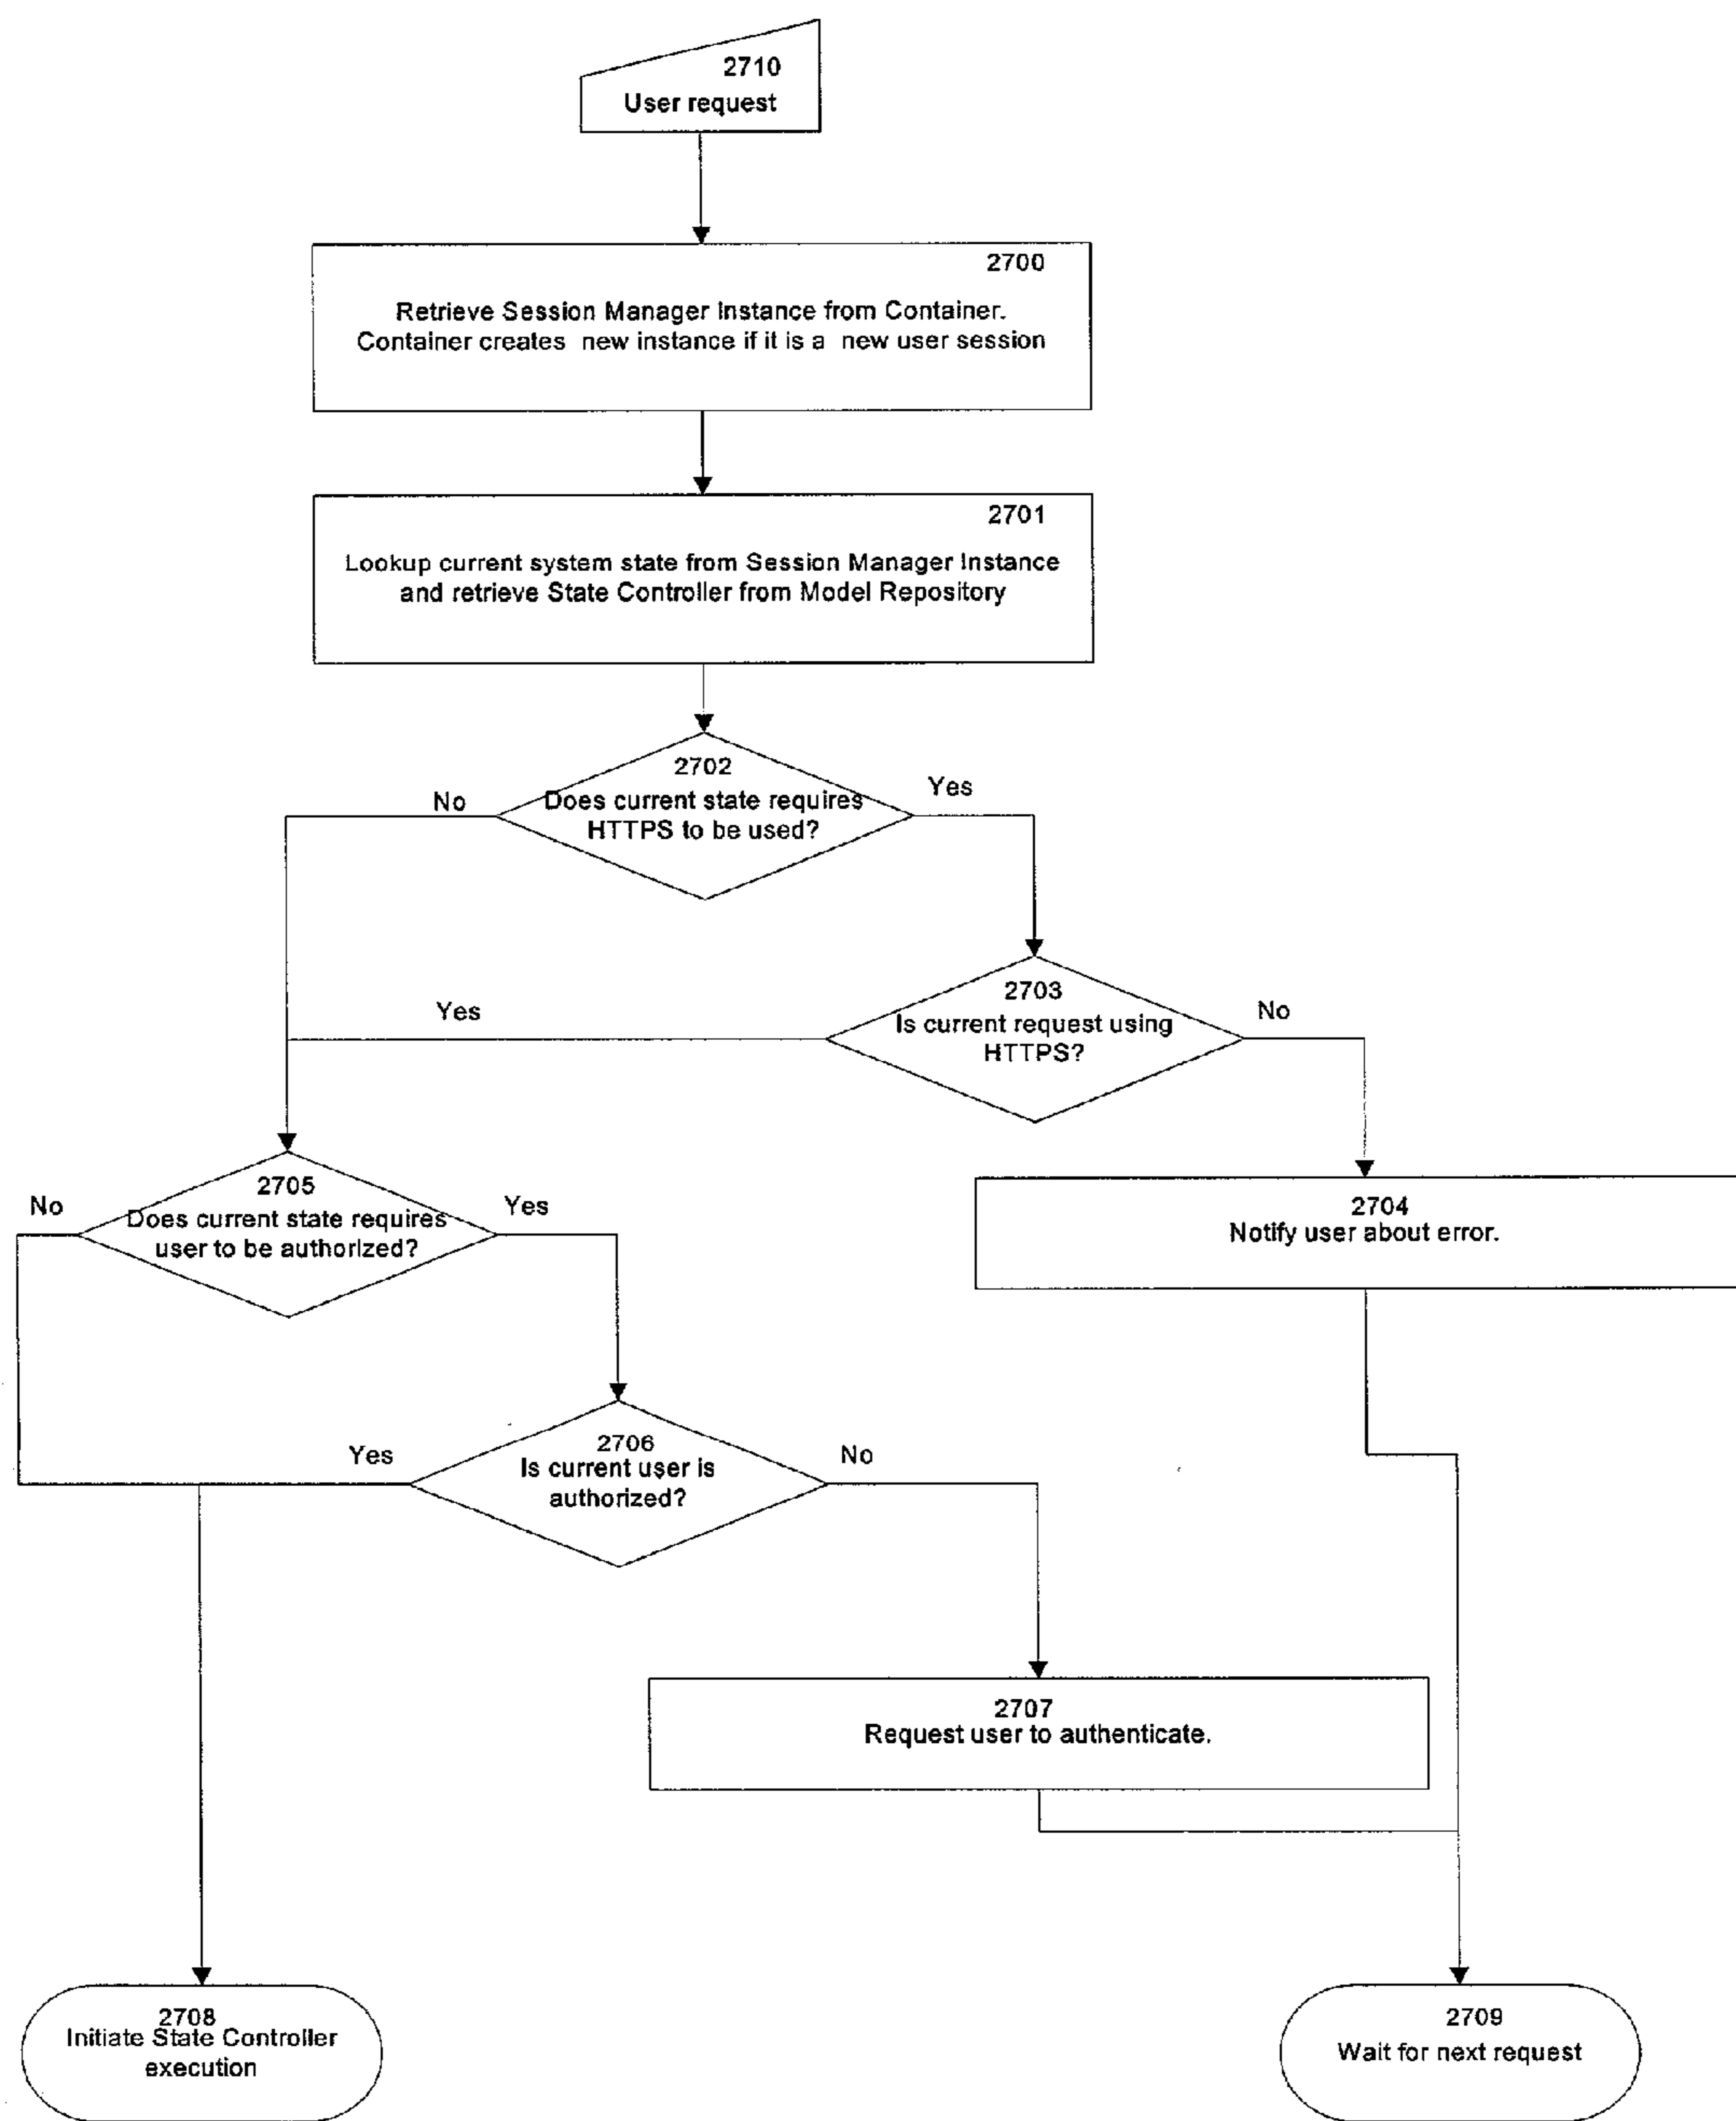 2710
User request
2700
Retrieve Session Manager Instance from Container.
Container creates new instance if it is a new user session
2701
Lookup current system state from Session Manager Instance
and retrieve State Controller from Model Repository
2702
No
Yes
Does current state requires
HTTPS to be used?
2703
Yes
No
Is current request using
HTTPS?
2705
No
Yes
Does current state requires
user to be authorized?
2704
Notify user about error.
2706
Yes
No
Is current user is
authorized?
2707
Request user to authenticate.
2708
Initiate State Controller
execution
2709
Wait for next request